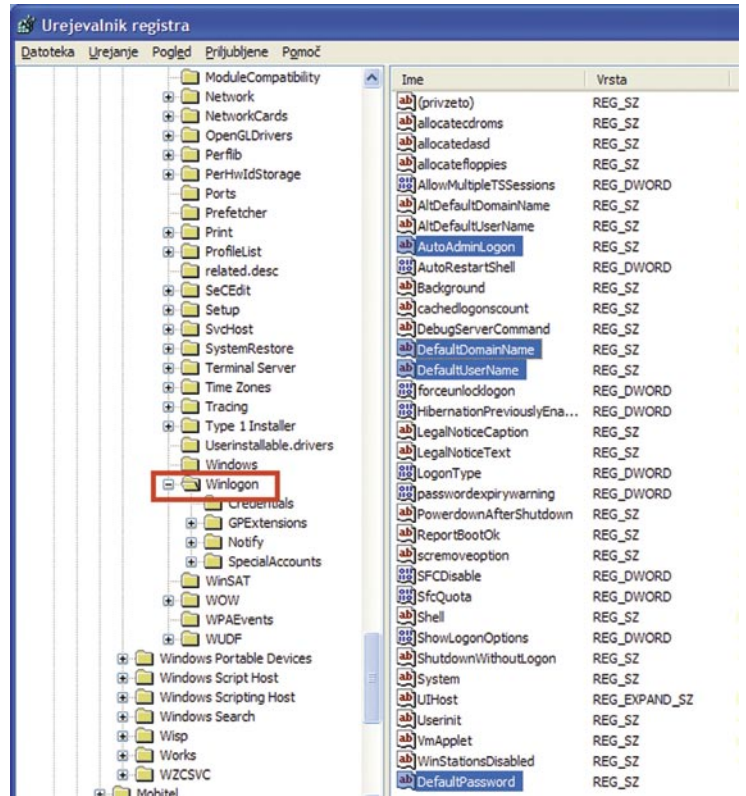 Urejevalnik registra
Datoteka Urejanje Pogled Priljubljene Pomoč
ModuleCompatibility
Network
NetworkCards
OpenGLDrivers
Perflib
PerHwIdStorage
Ports
Prefetcher
Print
ProfileList
related.desc
SeCEdit
Setup
SvcHost
SystemRestore
Terminal Server
Time Zones
Tracing
Type 1 Installer
Userinstallable.drivers
Windows
Winlogon
Credentials
GPExtensions
Notify
SpecialAccounts
WinSAT
WOW
WPAEvents
WUDF
Windows Portable Devices
Windows Script Host
Windows Scripting Host
Windows Search
Wisp
Works
WZCSVC
Mobitel
Ime Vrsta
(privzeto) REG_SZ
allocatecdroms REG_SZ
allocatedasd REG_SZ
allocatefloppies REG_SZ
AllowMultipleTSSessions REG_DWORD
AltDefaultDomainName REG_SZ
AltDefaultUserName REG_SZ
AutoAdminLogon REG_SZ
AutoRestartShell REG_DWORD
Background REG_SZ
cachedlogonscount REG_SZ
DebugServerCommand REG_SZ
DefaultDomainName REG_SZ
DefaultUserName REG_SZ
forceunlocklogon REG_DWORD
HibernationPreviouslyEna... REG_DWORD
LegalNoticeCaption REG_SZ
LegalNoticeText REG_SZ
LogonType REG_DWORD
passwordexpirywarning REG_DWORD
PowerdownAfterShutdown REG_SZ
ReportBootOk REG_SZ
scremoveoption REG_SZ
SFCDisable REG_DWORD
SfcQuota REG_DWORD
Shell REG_SZ
ShowLogonOptions REG_DWORD
ShutdownWithoutLogon REG_SZ
System REG_SZ
UIHost REG_EXPAND_SZ
Userinit REG_SZ
VmApplet REG_SZ
WinStationsDisabled REG_SZ
DefaultPassword REG_SZ